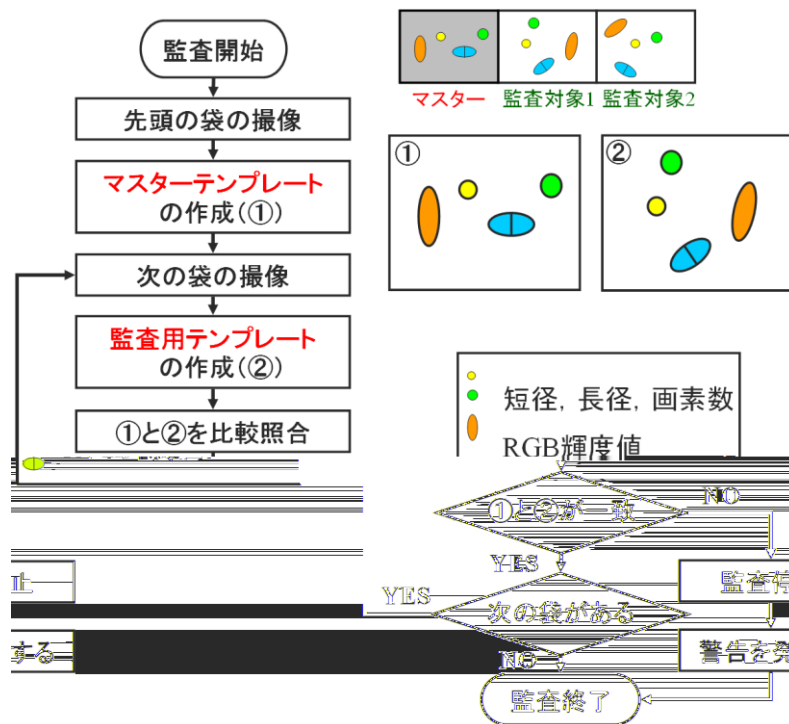 監査開始
先頭の袋の撮像
マスターテンプレート
の作成(①)
次の袋の撮像
監査用テンプレート
の作成(②)
①と②を比較照合
マスター
監査対象1
監査対象2
①
②
短径, 長径, 画素数
RGB輝度値
①と②が一致
NO
YES
止
監査停
YES
次の袋がある
する
警告を発
NO
監査終了